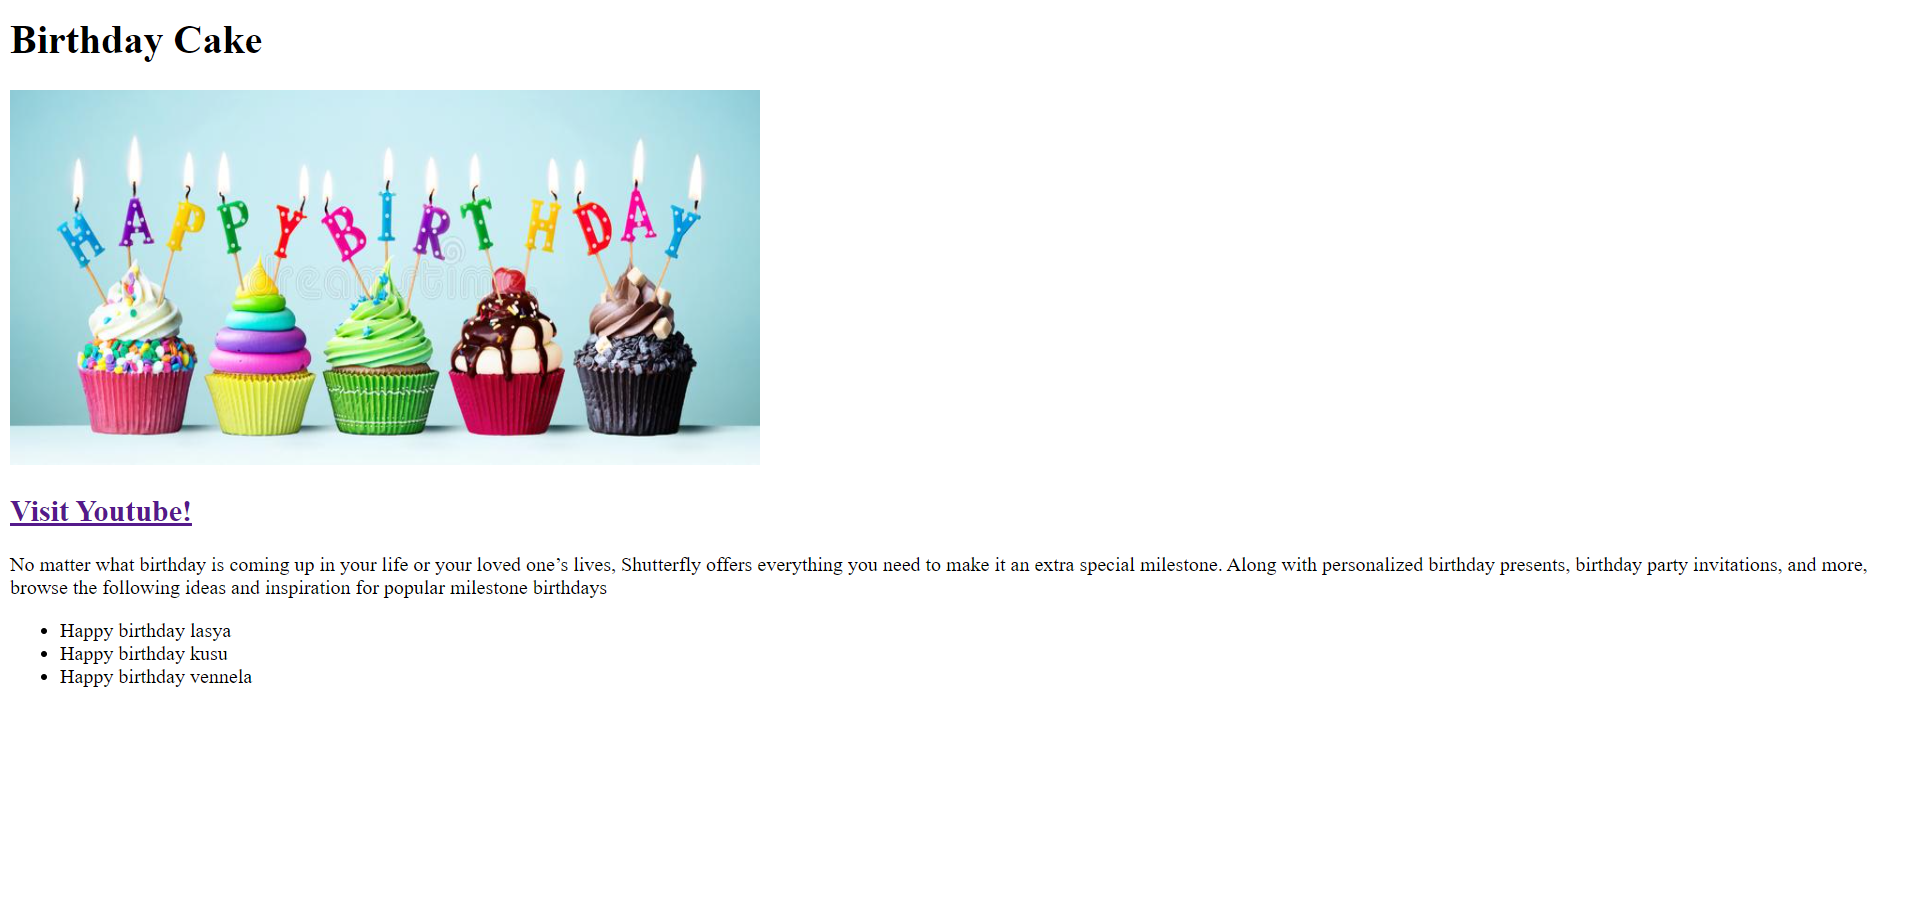 Birthday Cake
HAPPY BIRTHDAY
dreamstime
Visit Youtube!
No matter what birthday is coming up in your life or your loved one’s lives, Shutterfly offers everything you need to make it an extra special milestone. Along with personalized birthday presents, birthday party invitations, and more,
browse the following ideas and inspiration for popular milestone birthdays
Happy birthday lasya
Happy birthday kusu
Happy birthday vennela